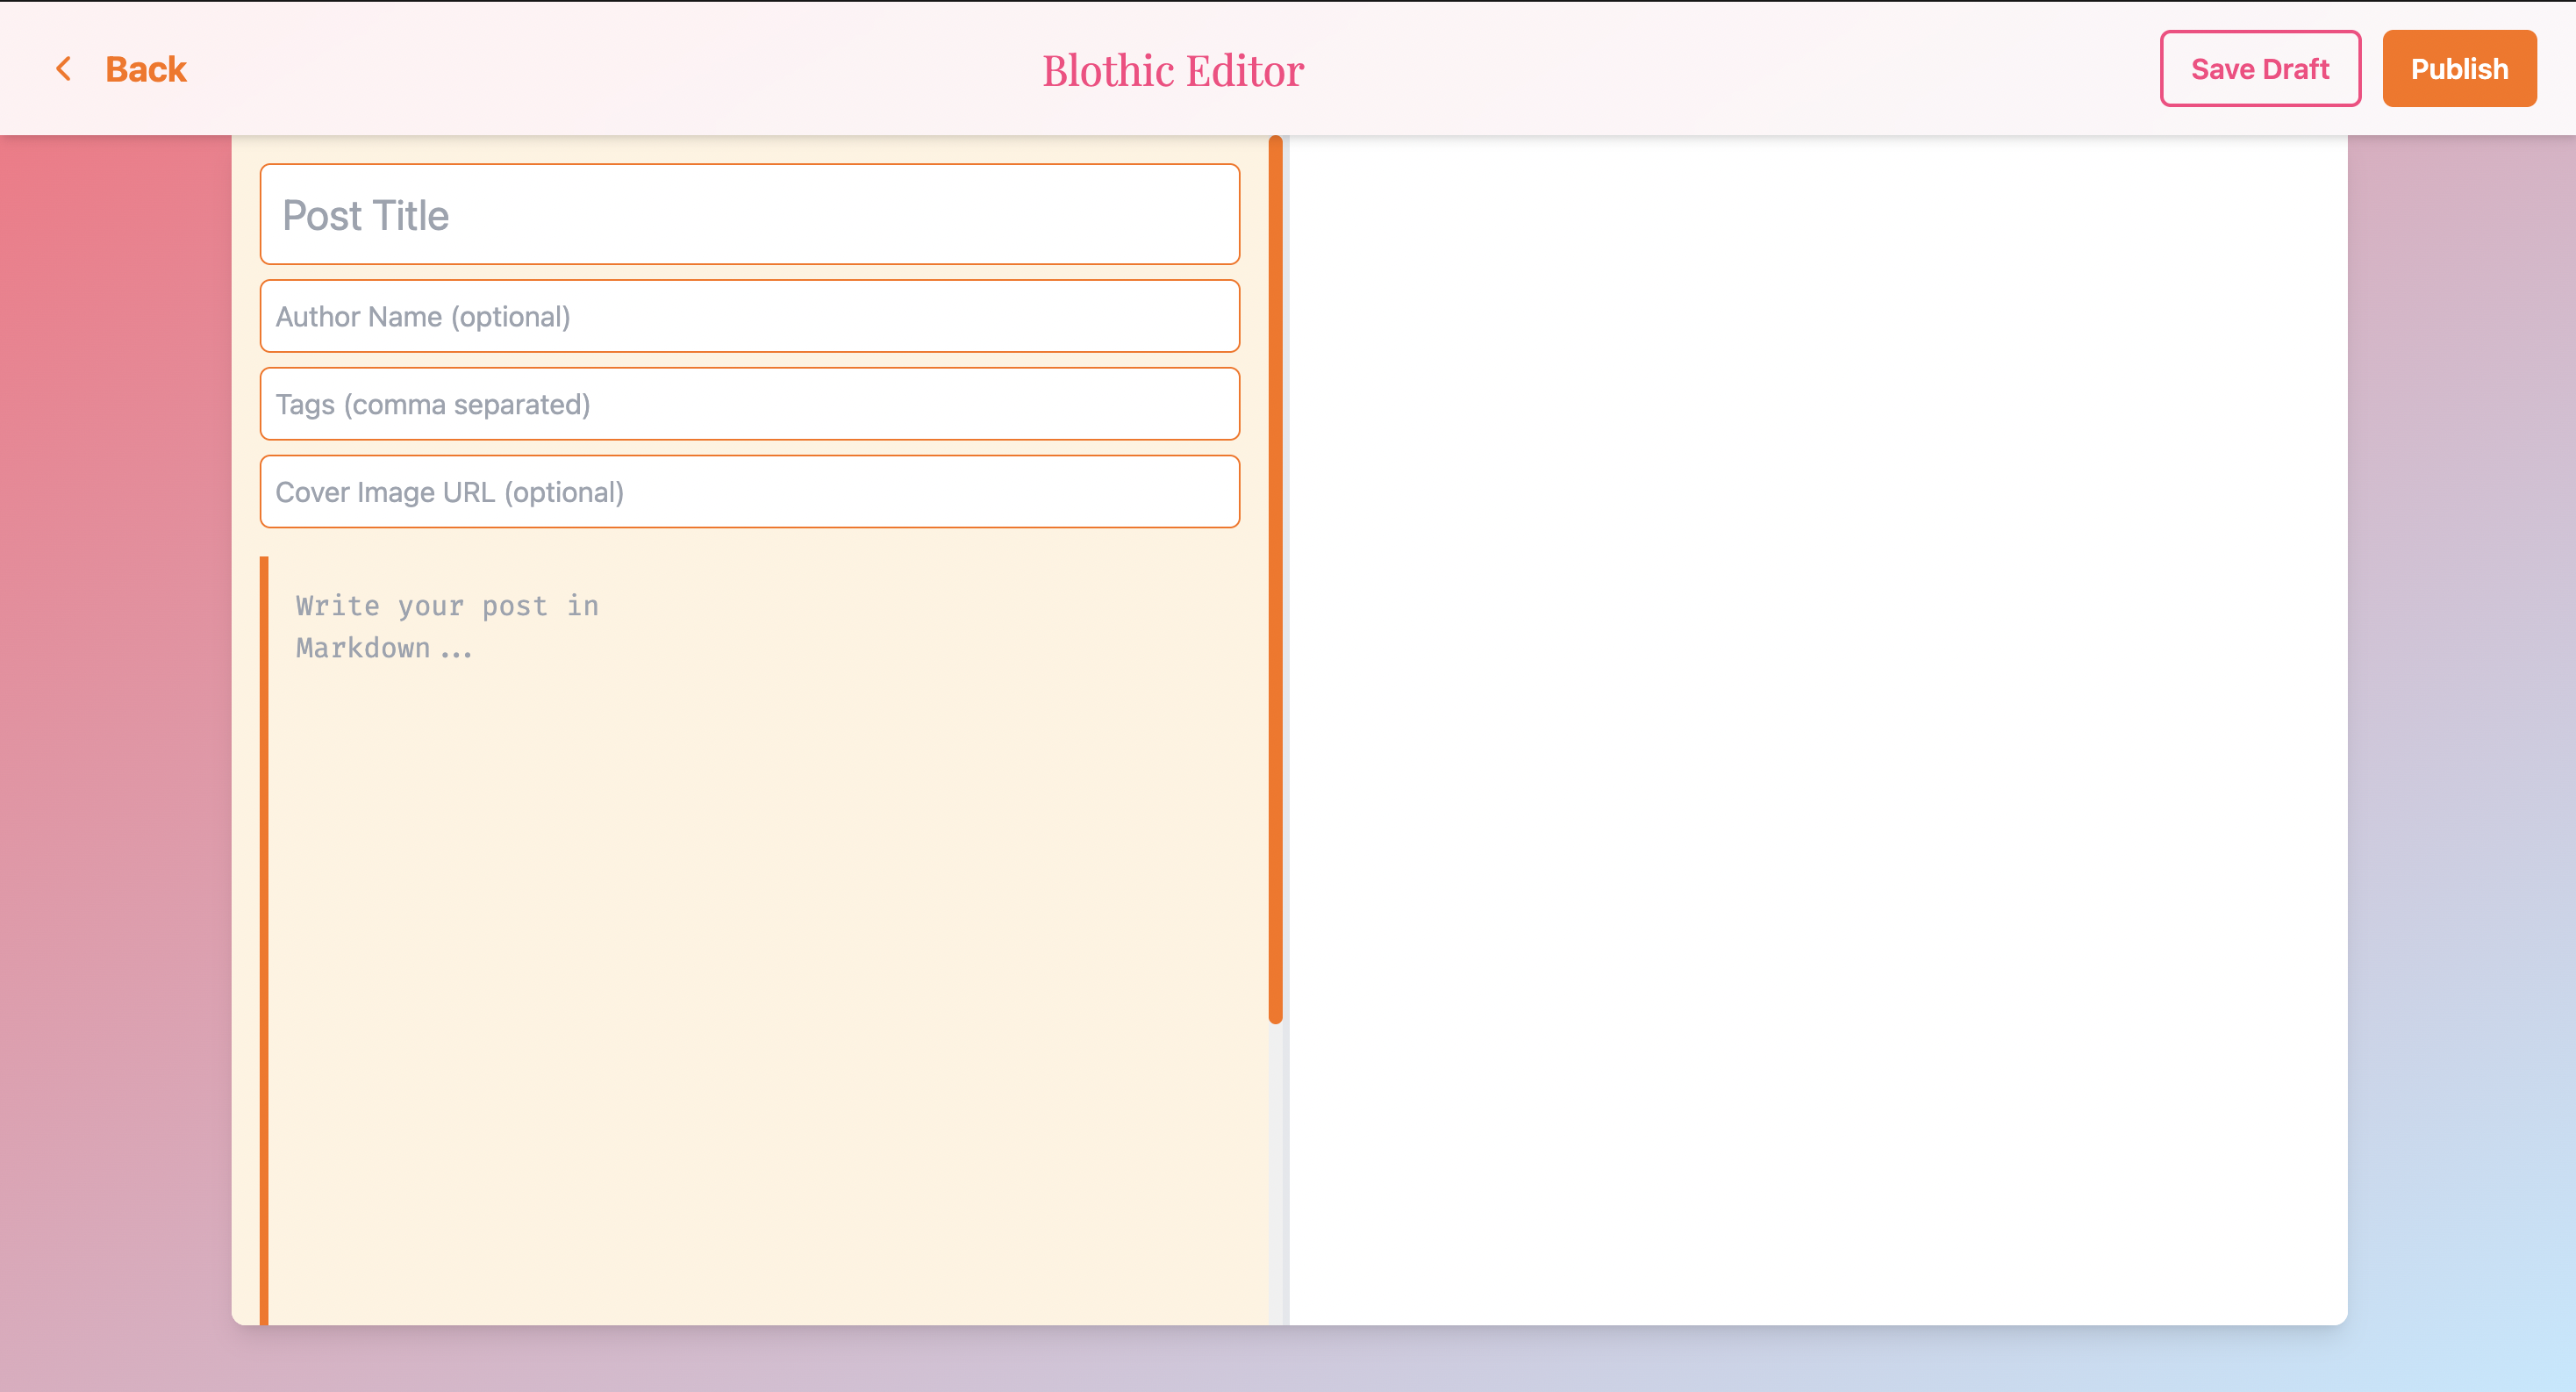 Back
Blothic Editor
Save Draft
Publish
Post Title
Author Name (optional)
Tags (comma separated)
Cover Image URL (optional)
Write your post in
Markdown...